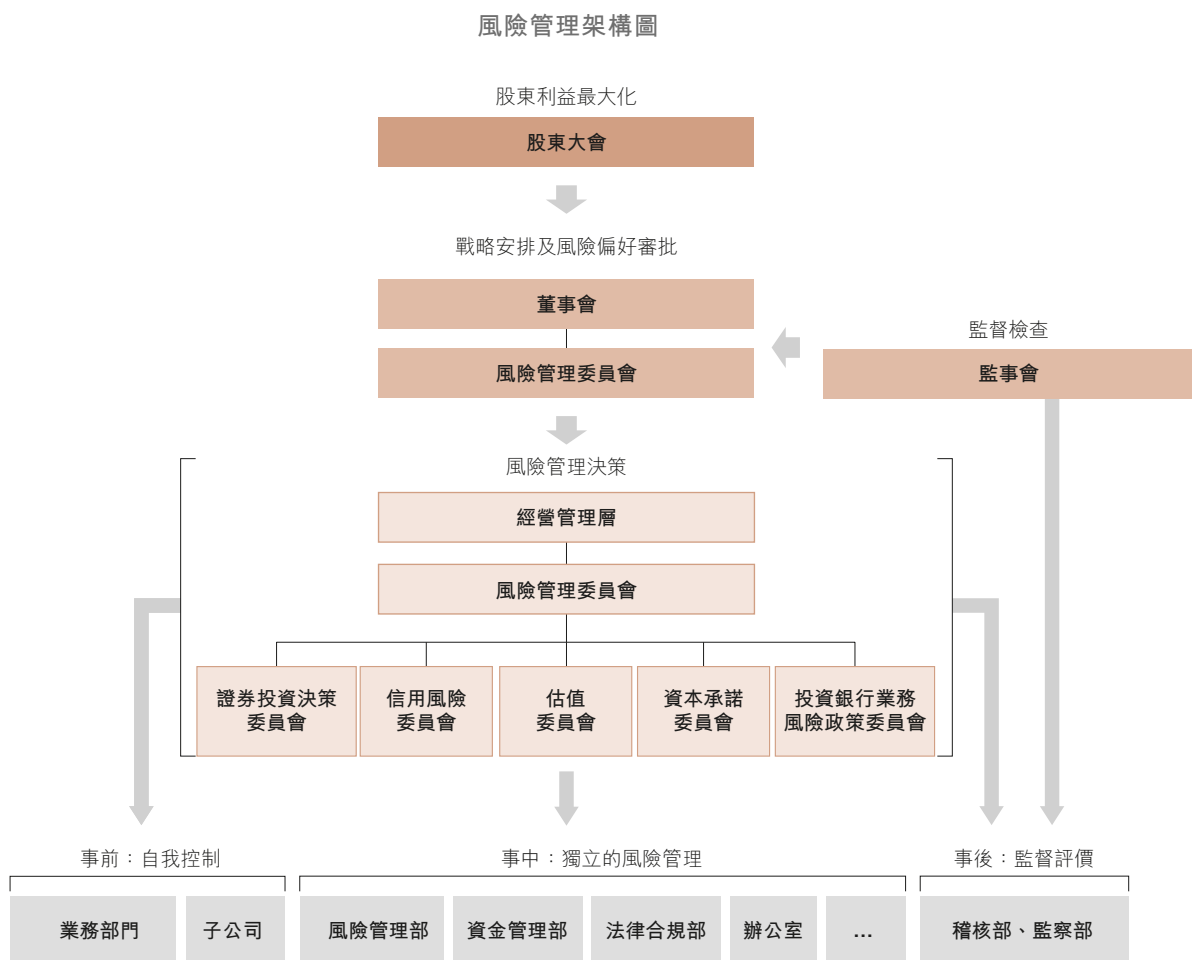 風險管理架構圖
股東利益最大化
股東大會
戰略安排及風險偏好審批
董事會
監督檢查
風險管理委員會
監事會
風險管理決策
經營管理層
風險管理委員會
證券投資決策
委員會
信用風險
委員會
估值
委員會
資本承諾
委員會
投資銀行業務
風險政策委員會
事前：自我控制
事中：獨立的風險管理
事後：監督評價
業務部門
子公司
風險管理部
資金管理部
法律合規部
辦公室
...
稽核部、監察部